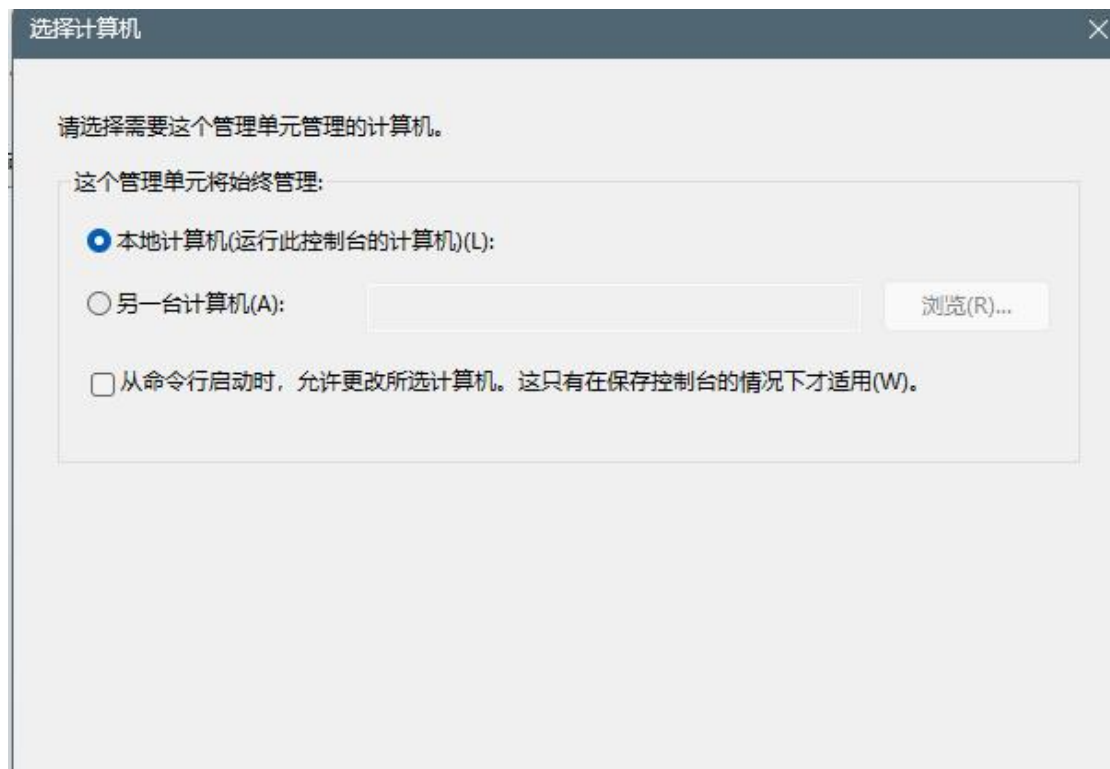 选择计算机
请选择需要这个管理单元管理的计算机。
这个管理单元将始终管理:
本地计算机(运行此控制台的计算机)(L):
另一台计算机(A):
浏览(R)...
从命令行启动时，允许更改所选计算机。这只有在保存控制台的情况下才适用(W)。